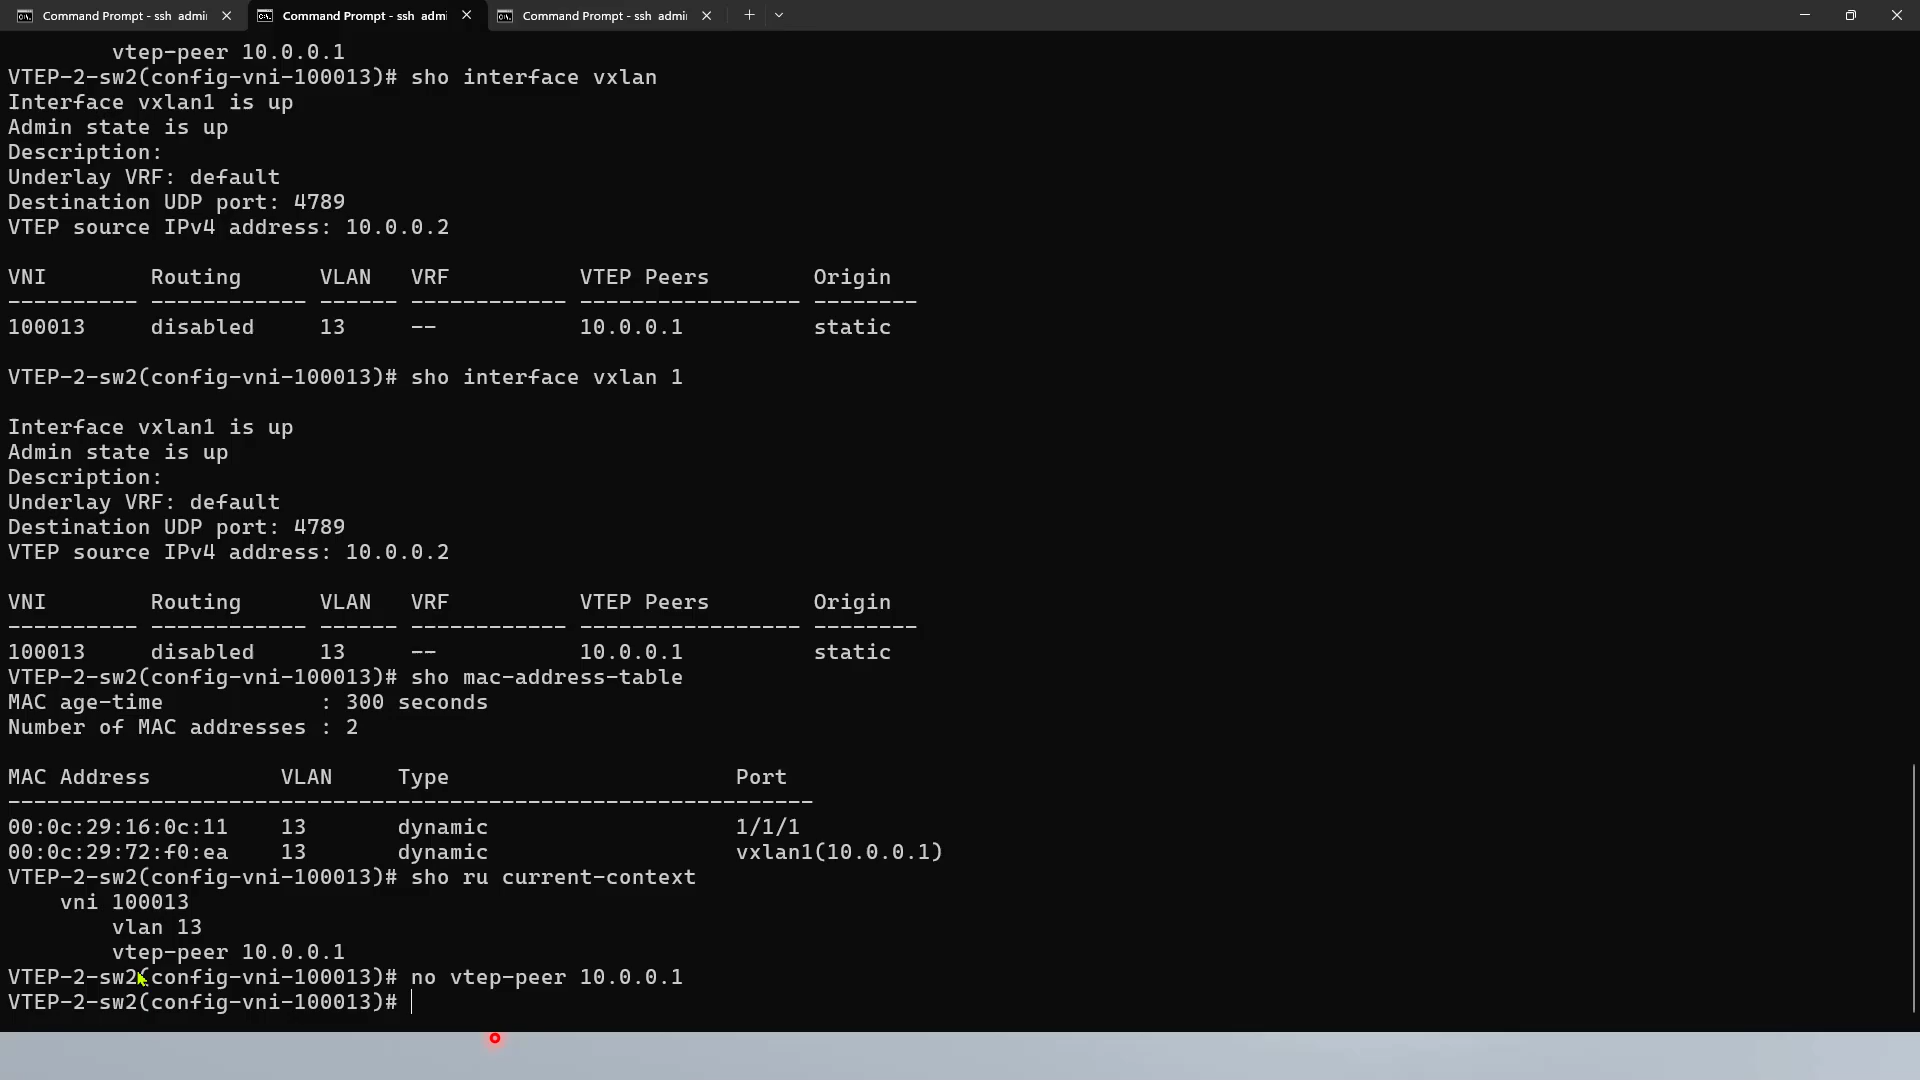 Command Prompt - ssh admi
Command Prompt - ssh admi
Command Prompt - ssh admi
vtep-peer 10.0.0.1
VTEP-2-sw2(config-vni-100013)# sho interface vxlan
Interface vxlan1 is up
Admin state is up
Description:
Underlay VRF: default
Destination UDP port: 4789
VTEP source IPv4 address: 10.0.0.2
VNI        Routing      VLAN   VRF          VTEP Peers        Origin
---------- ------------ ------ ------------ ----------------- --------
100013     disabled     13     --           10.0.0.1          static
VTEP-2-sw2(config-vni-100013)# sho interface vxlan 1
Interface vxlan1 is up
Admin state is up
Description:
Underlay VRF: default
Destination UDP port: 4789
VTEP source IPv4 address: 10.0.0.2
VNI        Routing      VLAN   VRF          VTEP Peers        Origin
---------- ------------ ------ ------------ ----------------- --------
100013     disabled     13     --           10.0.0.1          static
VTEP-2-sw2(config-vni-100013)# sho mac-address-table
MAC age-time            : 300 seconds
Number of MAC addresses : 2
MAC Address          VLAN     Type                      Port
--------------------------------------------------------------
00:0c:29:16:0c:11    13       dynamic                   1/1/1
00:0c:29:72:f0:ea    13       dynamic                   vxlan1(10.0.0.1)
VTEP-2-sw2(config-vni-100013)# sho ru current-context
vni 100013
vlan 13
vtep-peer 10.0.0.1
VTEP-2-sw2(config-vni-100013)# no vtep-peer 10.0.0.1
VTEP-2-sw2(config-vni-100013)#